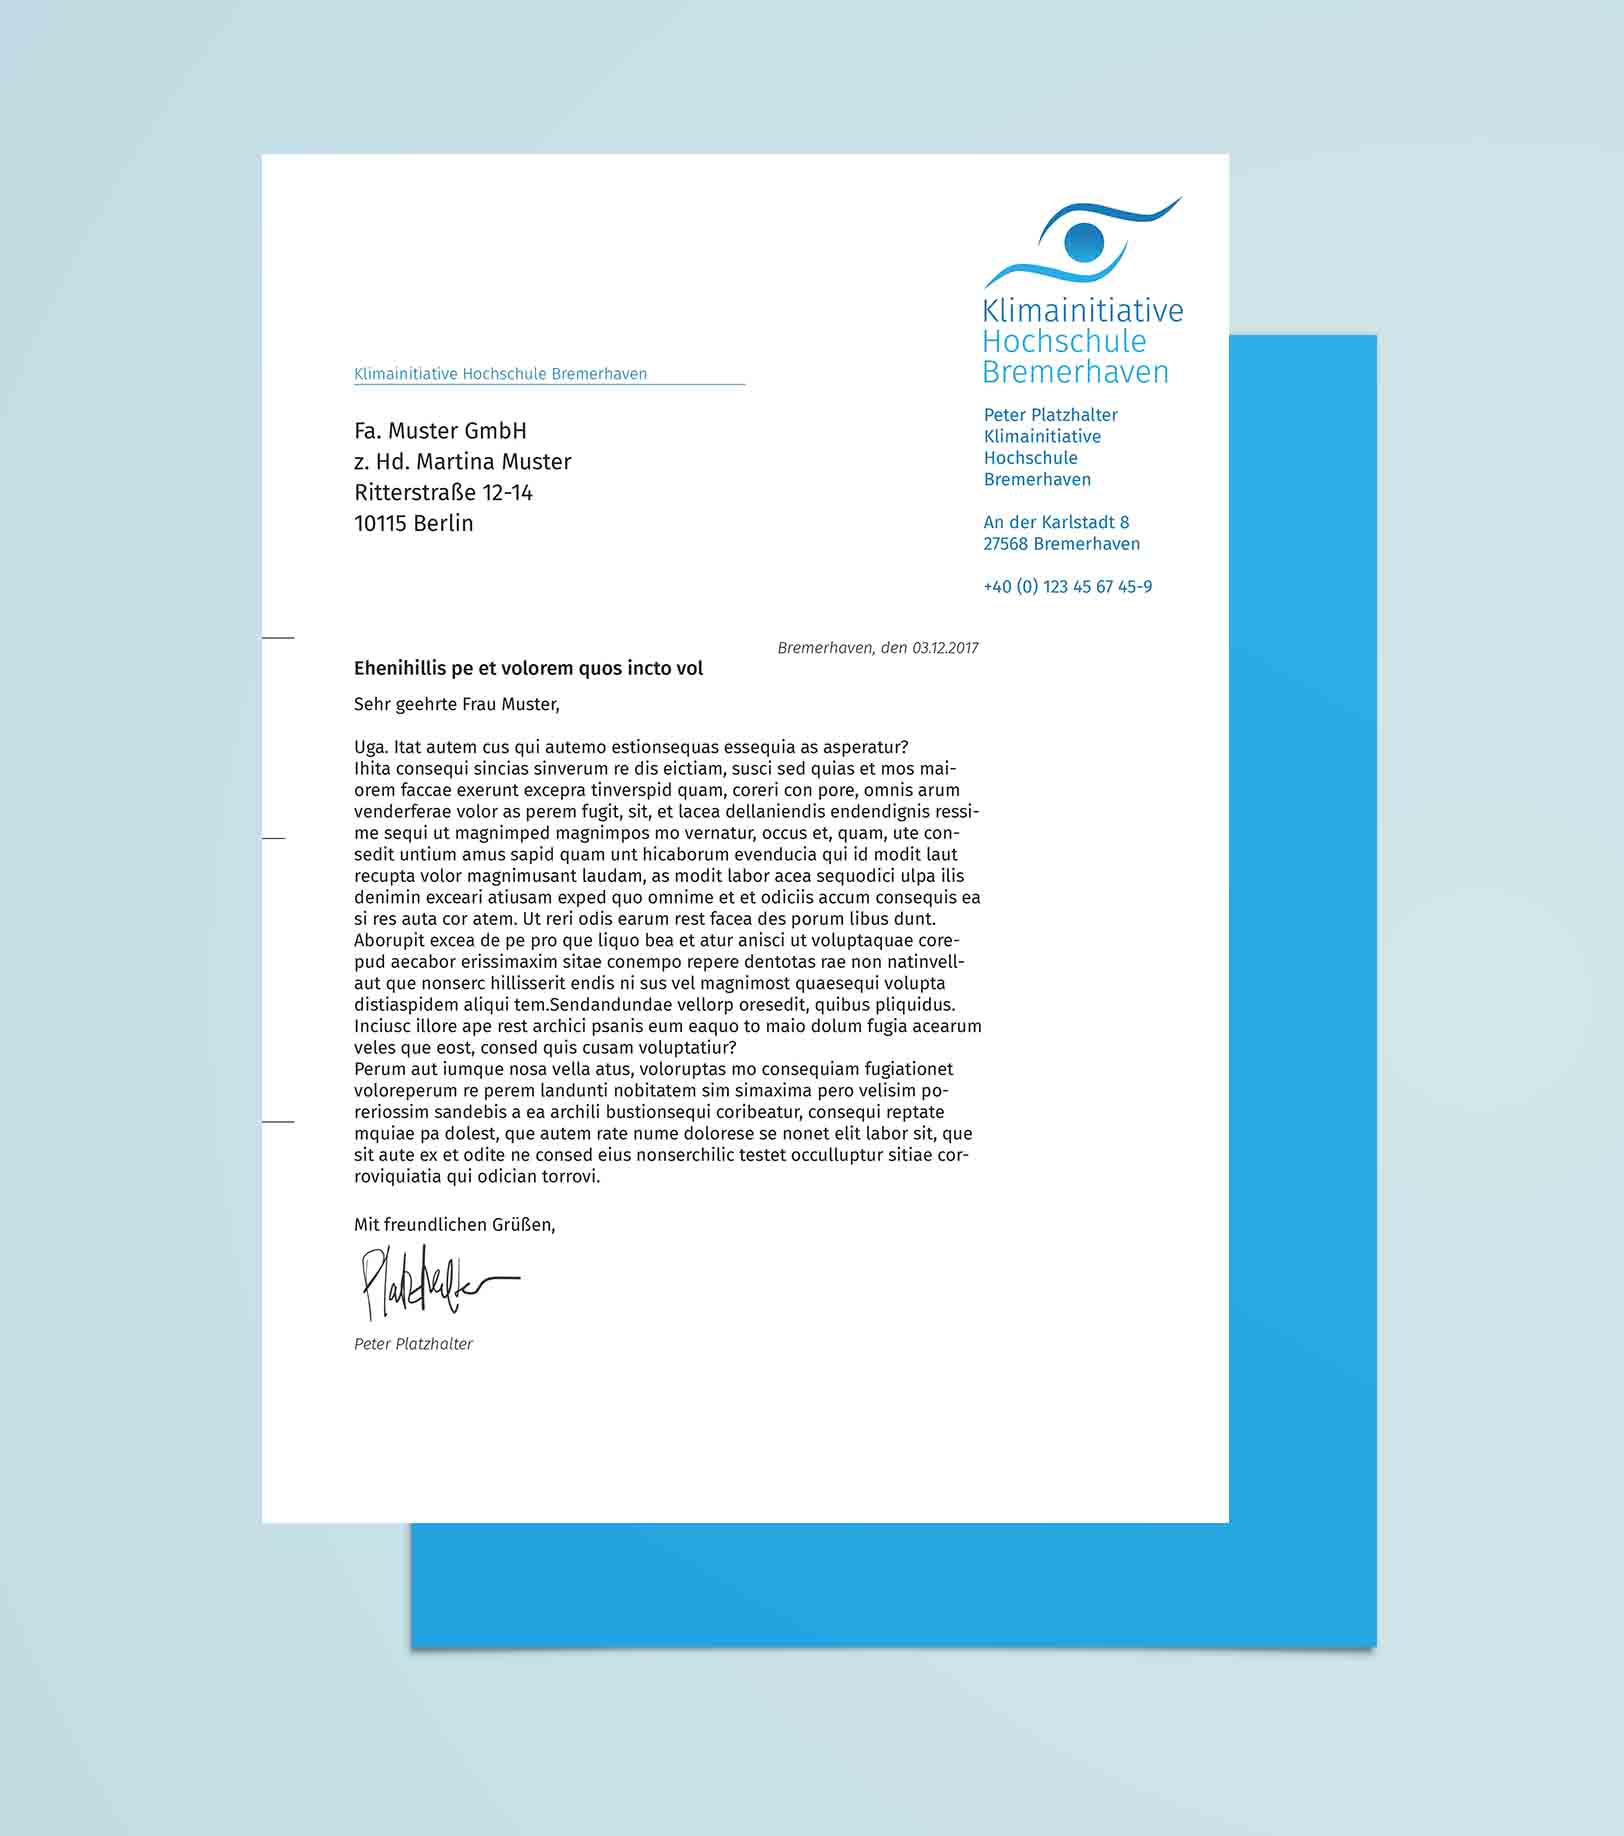 Klimainitiative
Hochschule
Bremerhaven
Klimainitiative Hochschule Bremerhaven
Fa. Muster GmbH
z. Hd. Martina Muster
Ritterstraße 12-14
10115 Berlin
Peter Platzhalter
Klimainitiative
Hochschule
Bremerhaven
An der Karlstadt 8
27568 Bremerhaven
+40 (0) 123 45 67 45-9
Bremerhaven, den 03.12.2017
Ehenihillis pe et volorem quos incto vol
Sehr geehrte Frau Muster,
Uga. Itat autem cus qui autemo estionsequas essequia as asperatur?
Ihita consequi sincias sinverum re dis eictiam, susci sed quias et mos mai-
orem faccae exerunt excepra tinverspid quam, coreri con pore, omnis arum
venderferae volor as perem fugit, sit, et lacea dellaniendis endendignis ressi-
me sequi ut magnimped magnimpos mo vernatur, occus et, quam, ute con-
sedit untium amus sapid quam unt hicaborum evenducia qui id modit laut
recupta volor magnimusant laudam, as modit labor acea sequodici ulpa ilis
denimin exceari atiusam exped quo omnime et et odiciis accum consequis ea
si res auta cor atem. Ut reri odis earum rest facea des porum libus dunt.
Aborupit excea de pe pro que liquo bea et atur anisci ut voluptaquae core-
pud aecabor erissimaxim sitae conempo repere dentotas rae non natinvell-
aut que nonserc hillisserit endis ni sus vel magnimost quaesequi volupta
distiaspidem aliqui tem.Sendandundae vellorp oresedit, quibus pliquidus.
Inciusc illore ape rest archici psanis eum eaquo to maio dolum fugia acearum
veles que eost, consed quis cusam voluptatiur?
Perum aut iumque nosa vella atus, voloruptas mo consequiam fugiationet
voloreperum re perem landunti nobitatem sim simaxima pero velisim po-
reriossim sandebis a ea archili bustionsequi coribeatur, consequi reptate
mquiae pa dolest, que autem rate nume dolorese se nonet elit labor sit, que
sit aute ex et odite ne consed eius nonserchilic testet occulluptur sitiae cor-
roviquiatia qui odician torrovi.
Mit freundlichen Grüßen,
Platzhalter
Peter Platzhalter